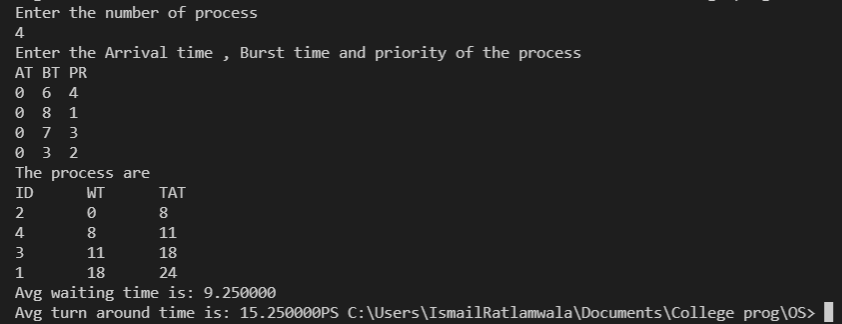 Enter the number of process
4
Enter the Arrival time , Burst time and priority of the process
AT BT PR
0 6 4
0 8 1
0 7 3
0 3 2
The process are
ID WT TAT
2 0 8
4 8 11
3 11 18
1 18 24
Avg waiting time is: 9.250000
Avg turn around time is: 15.250000PS C:\Users\IsmailRatlamwala\Documents\College prog\OS>